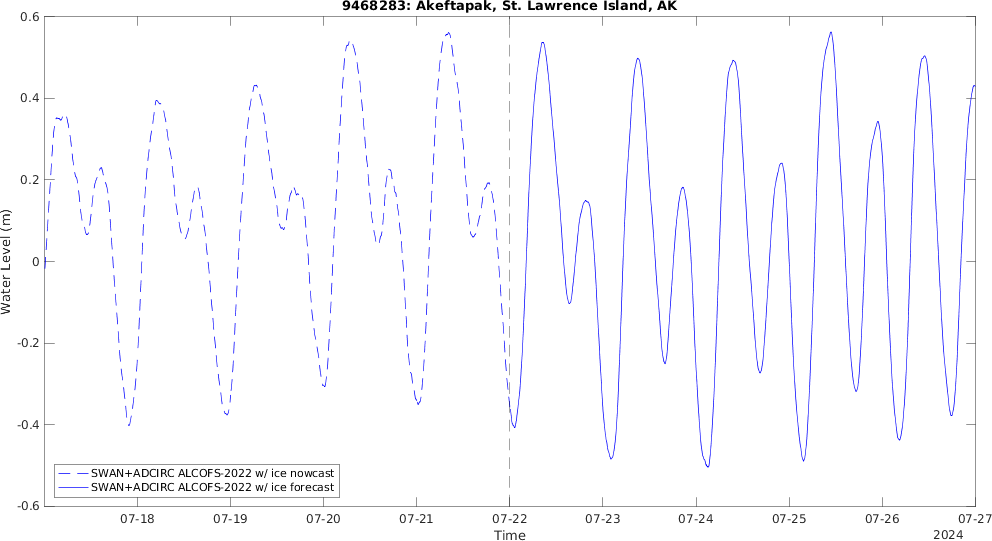 9468283: Akeftapak, St. Lawrence Island, AK
Water Level (m)
0.6
0.4
0.2
0
-0.2
-0.4
-0.6
SWAN+ADCIRC ALCOFS-2022 w/ ice nowcast
SWAN+ADCIRC ALCOFS-2022 w/ ice forecast
07-18 07-19 07-20 07-21 07-22 07-23 07-24 07-25 07-26 07-27
Time
2024